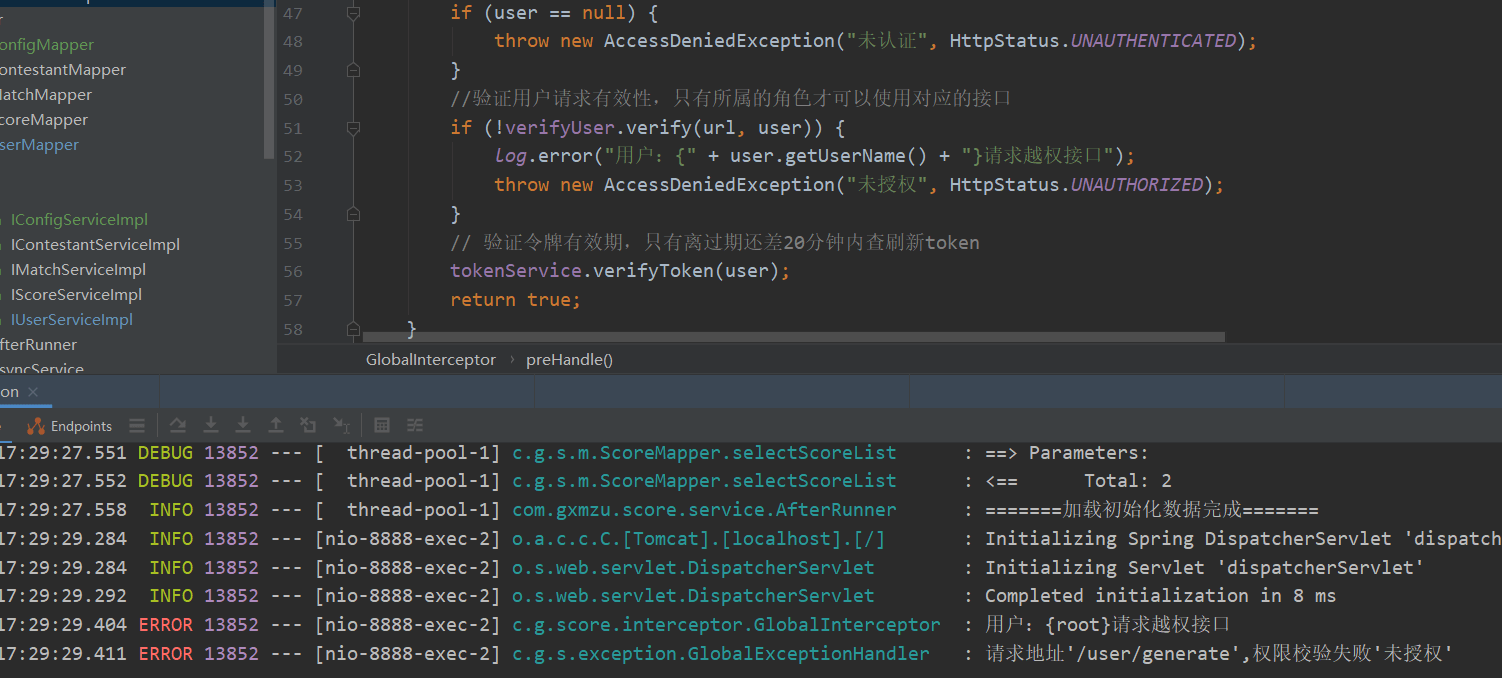 onfigMapper
ontestantMapper
MatchMapper
coreMapper
serMapper
IConfigServiceImpl
IContestantServiceImpl
IMatchServiceImpl
IScoreServiceImpl
IUserServiceImpl
fterRunner
syncService
47 if (user == null) {
48 throw new AccessDeniedException("未认证", HttpStatus.UNAUTHENTICATED);
49 }
50 //验证用户请求有效性，只有所属的角色才可以使用对应的接口
51 if (!verifyUser.verify(url, user)) {
52 log.error("用户：{" + user.getUserName() + "}请求越权接口");
53 throw new AccessDeniedException("未授权", HttpStatus.UNAUTHORIZED);
54 }
55 // 验证令牌有效期，只有离过期还差20分钟内查刷新token
56 tokenService.verifyToken(user);
57 return true;
58 }
GlobalInterceptor › preHandle()
on ×
Endpoints
17:29:27.551 DEBUG 13852 --- [  thread-pool-1] c.g.s.m.ScoreMapper.selectScoreList : ==> Parameters:
17:29:27.552 DEBUG 13852 --- [  thread-pool-1] c.g.s.m.ScoreMapper.selectScoreList : <==      Total: 2
17:29:27.558  INFO 13852 --- [  thread-pool-1] com.gxmzu.score.service.AfterRunner : =======加载初始化数据完成=======
17:29:29.284  INFO 13852 --- [nio-8888-exec-2] o.a.c.c.C.[Tomcat].[localhost].[/] : Initializing Spring DispatcherServlet 'dispatch
17:29:29.284  INFO 13852 --- [nio-8888-exec-2] o.s.web.servlet.DispatcherServlet : Initializing Servlet 'dispatcherServlet'
17:29:29.292  INFO 13852 --- [nio-8888-exec-2] o.s.web.servlet.DispatcherServlet : Completed initialization in 8 ms
17:29:29.404 ERROR 13852 --- [nio-8888-exec-2] c.g.score.interceptor.GlobalInterceptor : 用户：{root}请求越权接口
17:29:29.411 ERROR 13852 --- [nio-8888-exec-2] c.g.s.exception.GlobalExceptionHandler : 请求地址'/user/generate',权限校验失败'未授权'